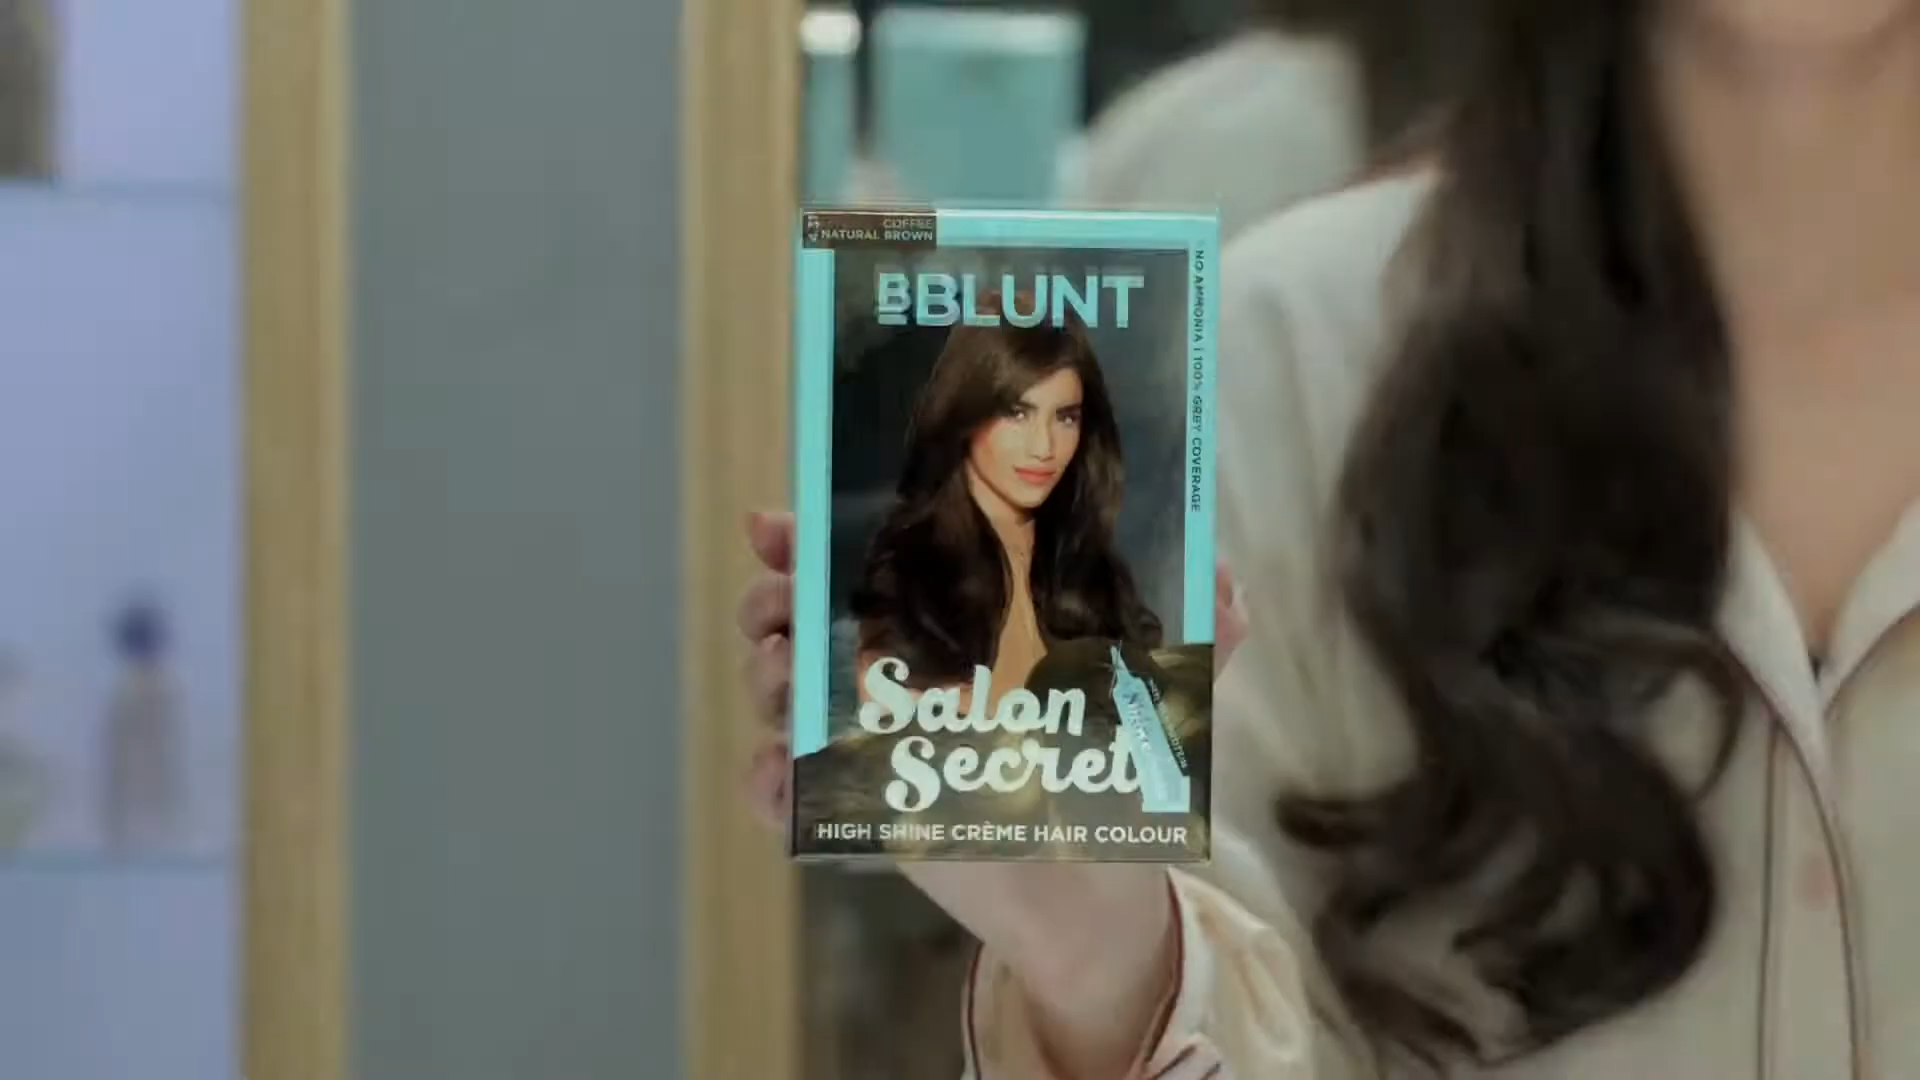 COFFEE
NATURAL BROWN
BBLUNT
NO AMMONIA | 100% GREY COVERAGE
Salon
Secret
HIGH SHINE CRÈME HAIR COLOUR